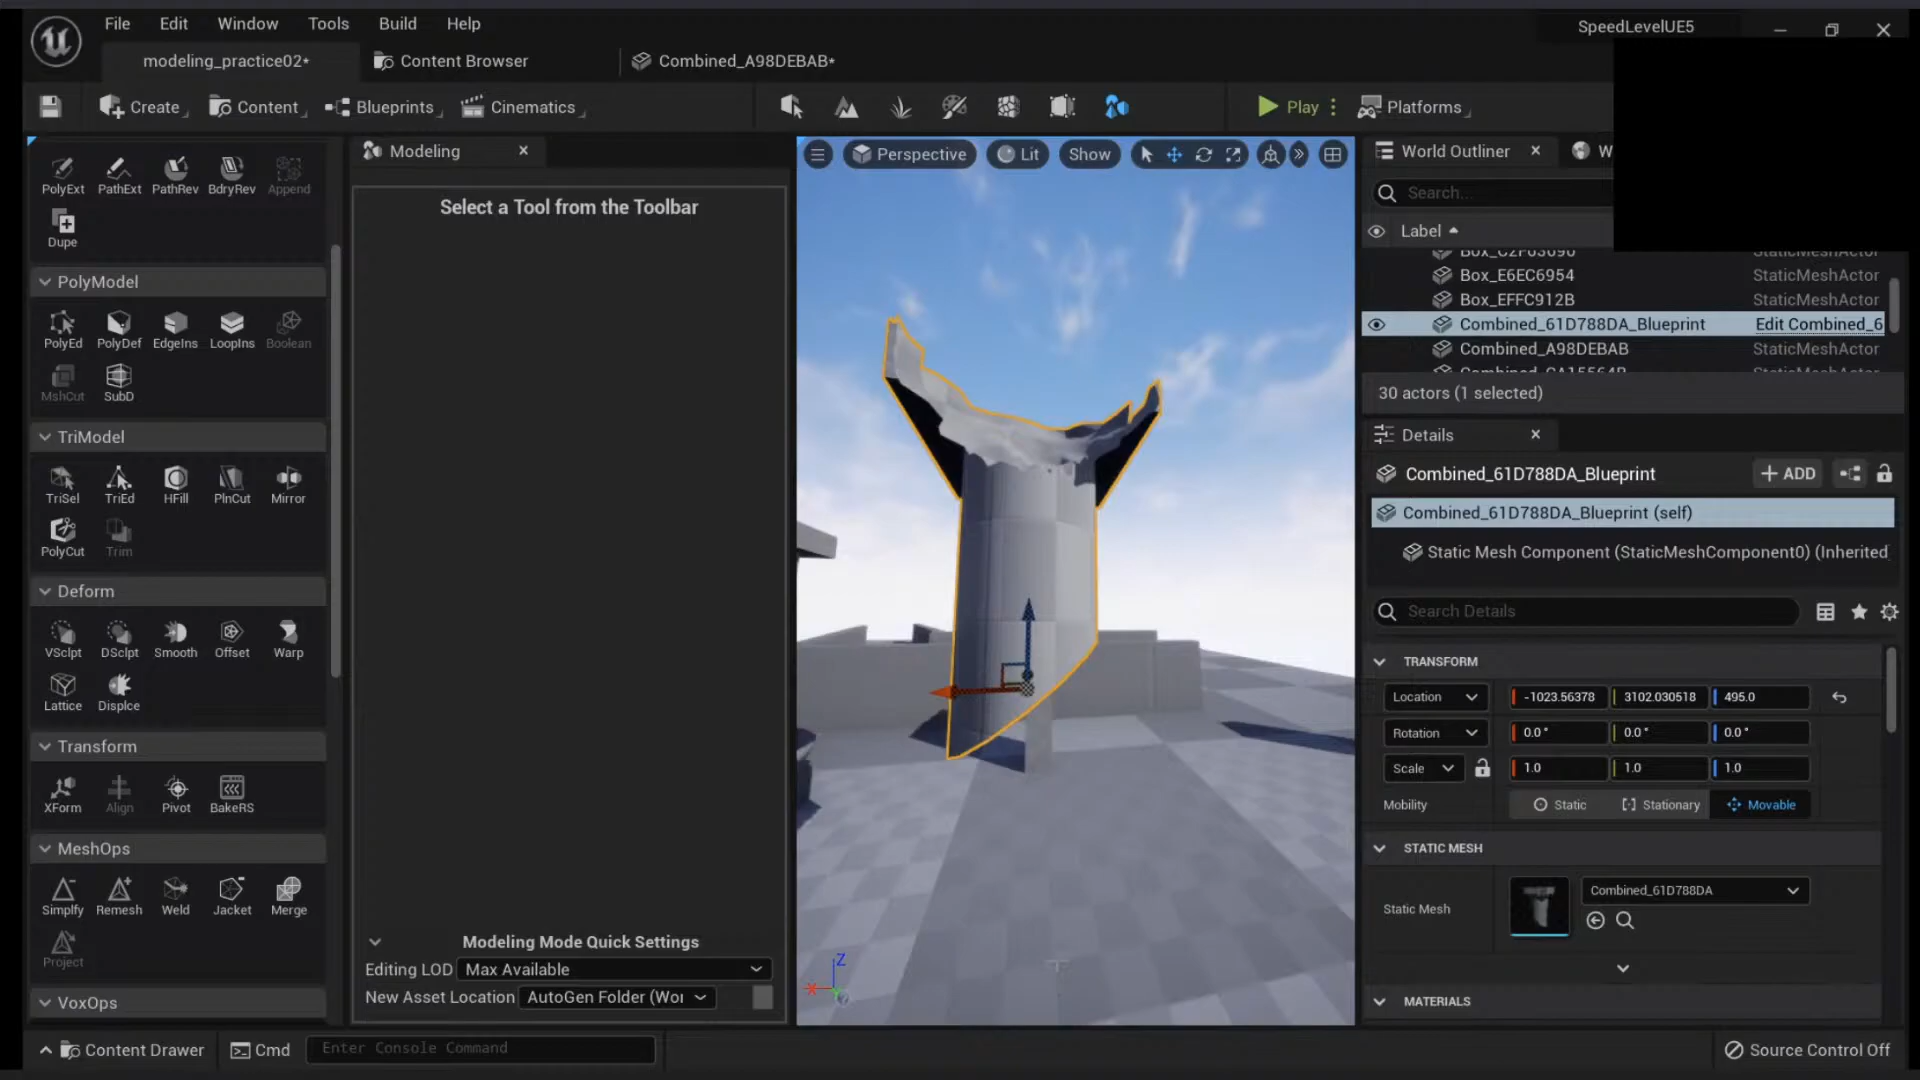 File Edit Window Tools Build Help
SpeedLevelUE5
modeling_practice02*
Content Browser
Combined_A98DEBAB*
Create
Content
Blueprints
Cinematics
Play
Platforms
PolyExt PathExt PathRev BdryRev Append
Dupe
PolyModel
PolyEd PolyDef EdgeIns LoopIns Boolean
MshCut SubD
TriModel
TriSel TriEd HFill PlnCut Mirror
PolyCut Trim
Deform
VSclpt DSclpt Smooth Offset Warp
Lattice Displce
Transform
XForm Align Pivot BakeRS
MeshOps
Simplfy Remesh Weld Jacket Merge
Project
VoxOps
Modeling
Select a Tool from the Toolbar
Modeling Mode Quick Settings
Editing LOD Max Available
New Asset Location AutoGen Folder (Wor
Perspective Lit Show
Z
X
World Outliner
W
Search...
Label
Box_C2F63690 StaticMeshActor
Box_E6EC6954 StaticMeshActor
Box_EFFC912B StaticMeshActor
Combined_61D788DA_Blueprint Edit Combined_6
Combined_A98DEBAB StaticMeshActor
30 actors (1 selected)
Details
Combined_61D788DA_Blueprint
ADD
Combined_61D788DA_Blueprint (self)
Static Mesh Component (StaticMeshComponent0) (Inherited
Search Details
TRANSFORM
Location -1023.56378 3102.030518 495.0
Rotation 0.0 ° 0.0 ° 0.0 °
Scale 1.0 1.0 1.0
Mobility Static Stationary Movable
STATIC MESH
Static Mesh
Combined_61D788DA
MATERIALS
Content Drawer
Cmd
Enter Console Command
Source Control Off